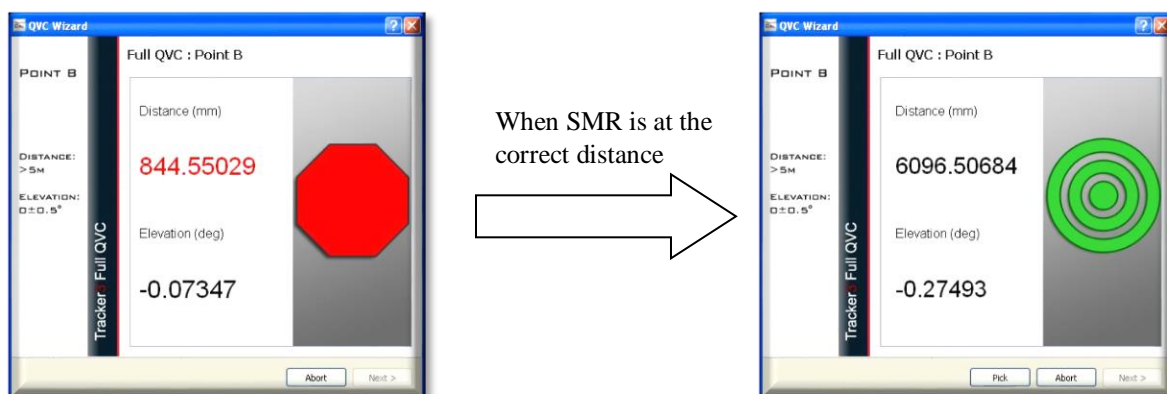 QVC Wizard
Full QVC : Point B
POINT B
Distance (mm)
DISTANCE:
>5M
844.55029
ELEVATION:
0±0.5°
Elevation (deg)
-0.07347
Tracker3 Full QVC
Abort
Next >
When SMR is at the
correct distance
QVC Wizard
Full QVC : Point B
POINT B
Distance (mm)
DISTANCE:
>5M
6096.50684
ELEVATION:
0±0.5°
Elevation (deg)
-0.27493
Tracker3 Full QVC
Pick
Abort
Next >